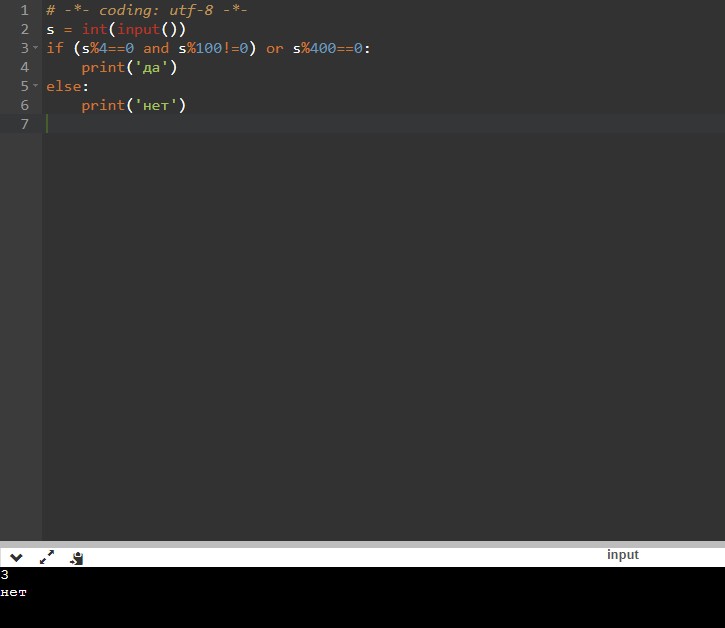 1 # -*- coding: utf-8 -*-
2 s = int(input())
3 if (s%4==0 and s%100!=0) or s%400==0:
4     print('да')
5 else:
6     print('нет')
7
input
3
нет